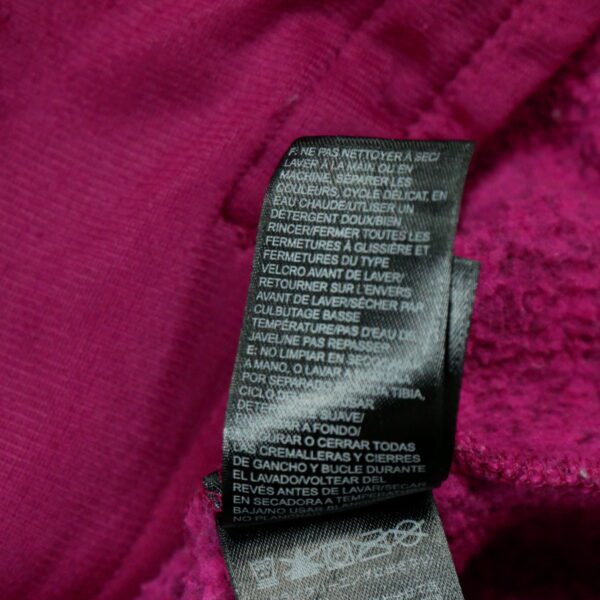 F: NE PAS NETTOYER À SEC/
LAVER À LA MAIN OU EN
MACHINE, SÉPARER LES
COULEURS, CYCLE DÉLICAT, EN
EAU CHAUDE/UTILISER UN
DÉTERGENT DOUX/BIEN
RINCER/FERMER TOUTES LES
FERMETURES À GLISSIÈRE ET
FERMETURES DU TYPE
VELCRO AVANT DE LAVER/
RETOURNER SUR L'ENVERS
AVANT DE LAVER/SÉCHER PAR
CULBUTAGE BASSE
TEMPÉRATURE/PAS D'EAU DE
JAVEL/NE PAS REPASSER
E: NO LIMPIAR EN SECO
A MANO, O LAVAR A
POR SEPARADO TIBIA,
CICLO
SUAVE/
A FONDO/
O CERRAR TODAS
CREMALLERAS Y CIERRES
DE GANCHO Y BUCLE DURANTE
EL LAVADO/VOLTEAR DEL
REVÉS ANTES DE LAVAR/SECAR
EN SECADORA A
BAJA/NO USAR
NO